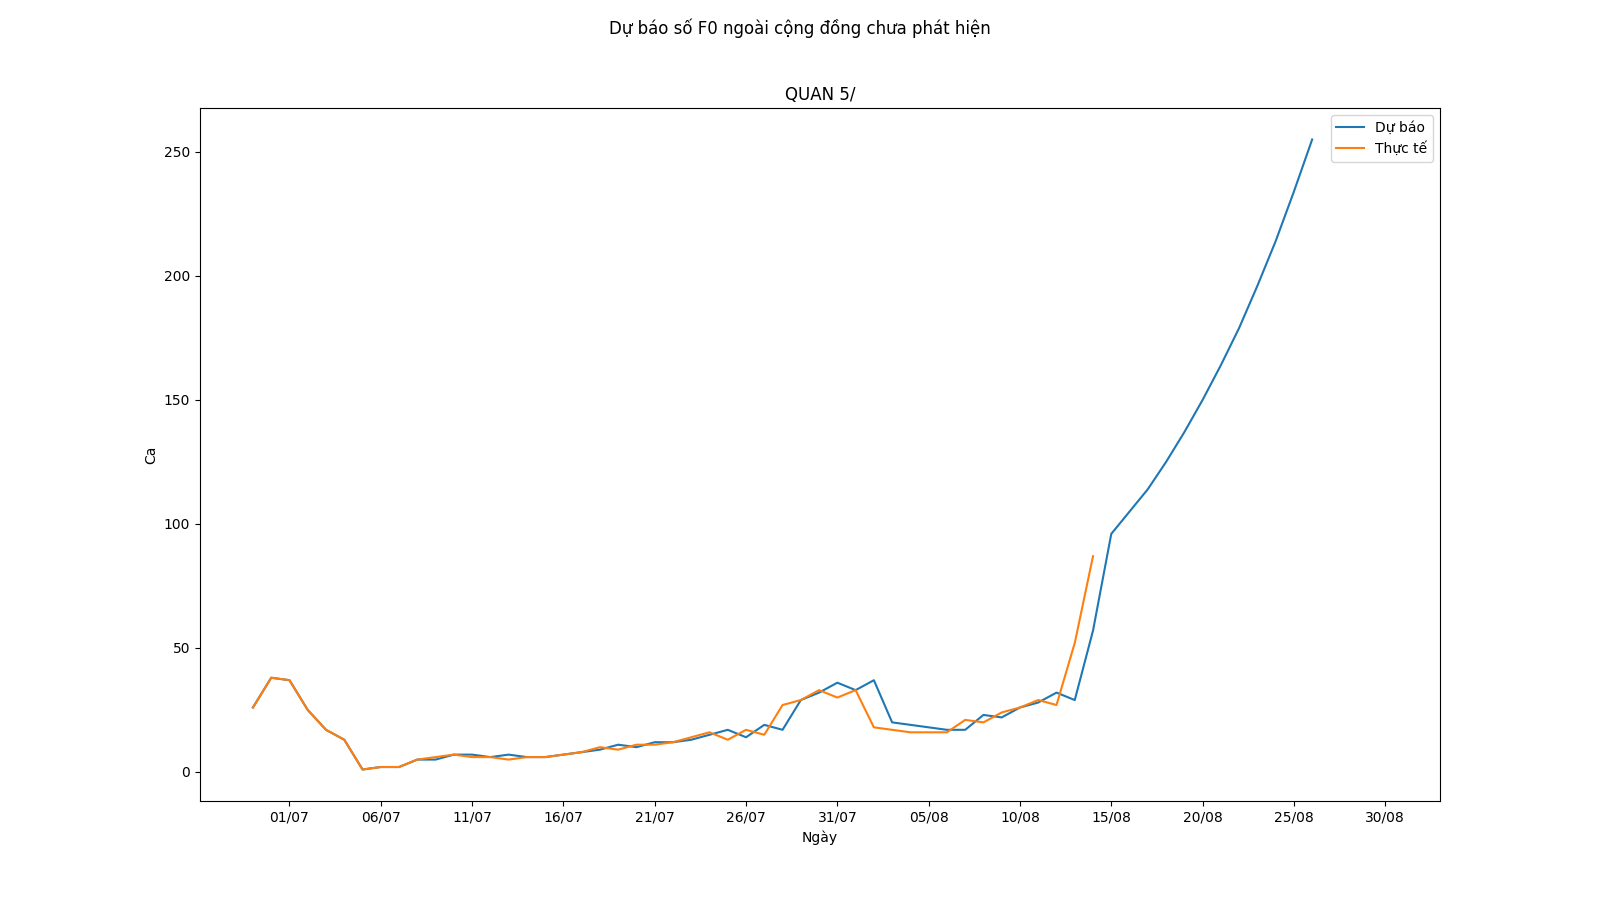 Dự báo số F0 ngoài cộng đồng chưa phát hiện
QUAN 5/
Dự báo
Thực tế
250
200
150
100
50
0
Ca
01/07 06/07 11/07 16/07 21/07 26/07 31/07 05/08 10/08 15/08 20/08 25/08 30/08
Ngày